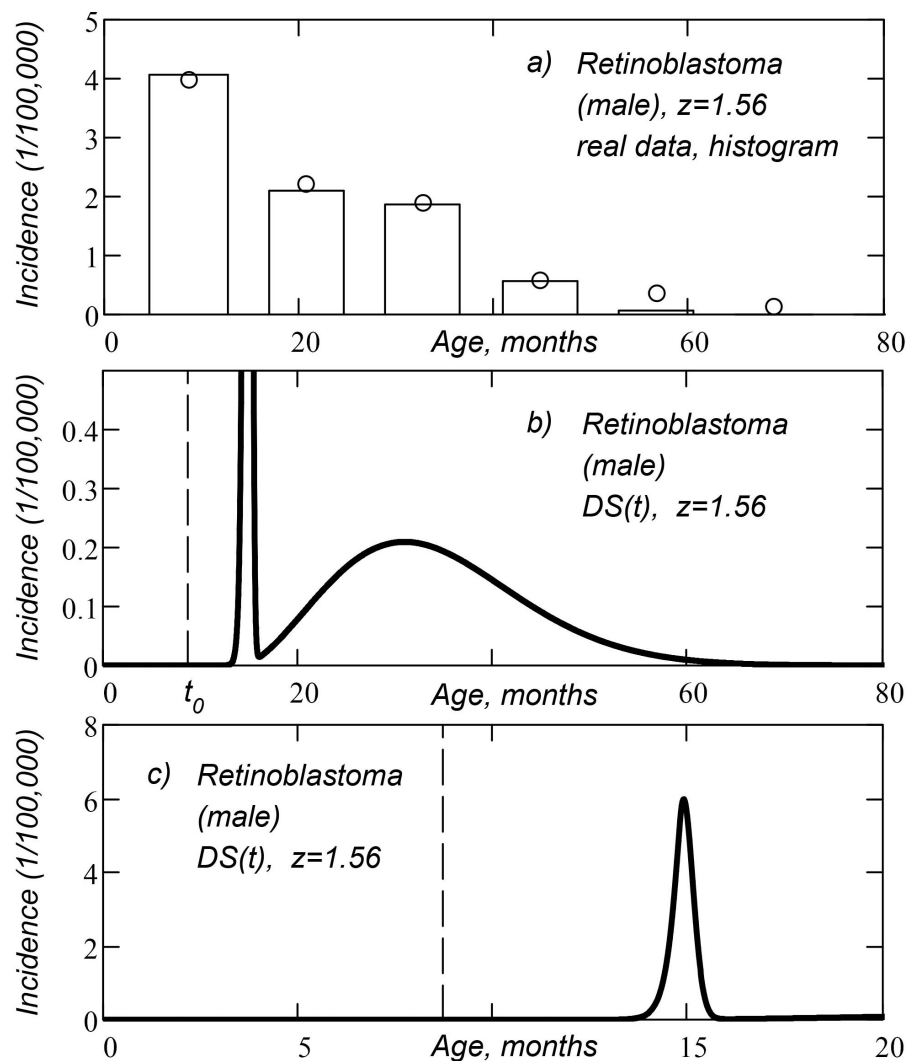 5
4
3
2
1
0
Incidence (1/100,000)
a) Retinoblastoma
(male), z=1.56
real data, histogram
0 20 Age, months 60 80
0.4
0.3
0.2
0.1
0
Incidence (1/100,000)
b) Retinoblastoma
(male)
DS(t), z=1.56
0 t₀ 20 Age, months 60 80
8
6
4
2
0
Incidence (1/100,000)
c) Retinoblastoma
(male)
DS(t), z=1.56
0 5 Age, months 15 20